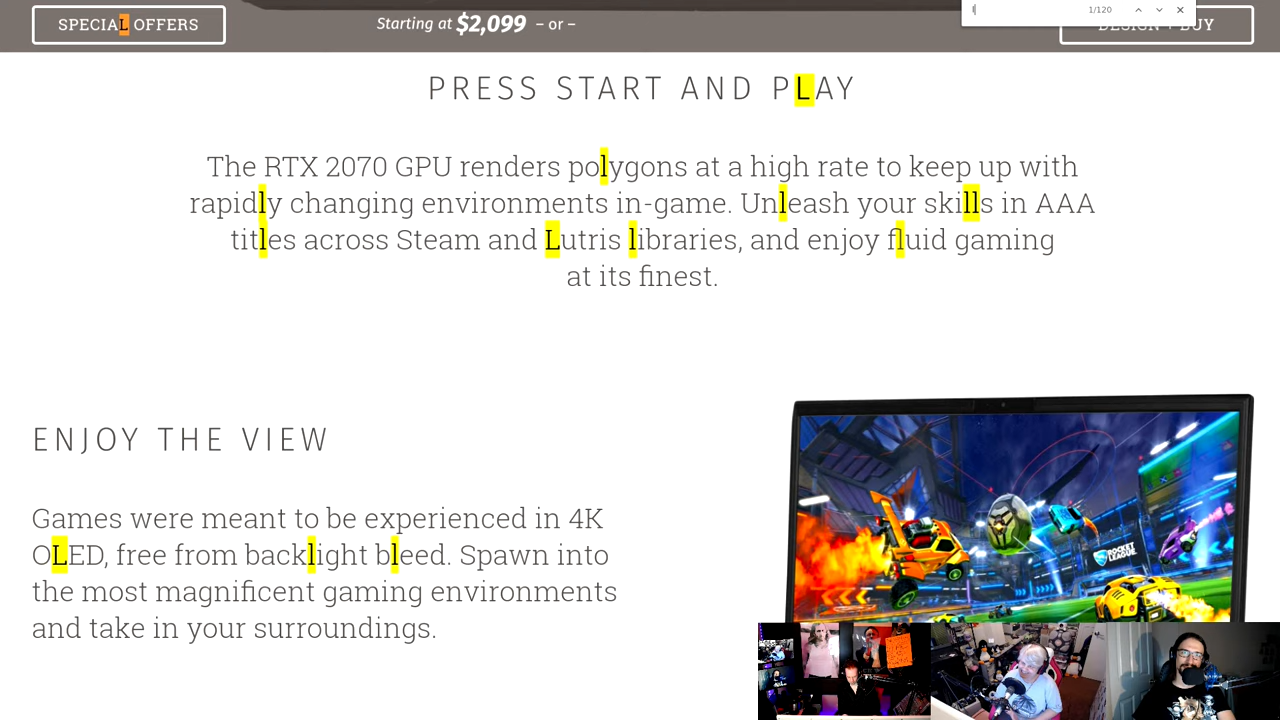 SPECIAL OFFERS
Starting at $2,099 – or –
l
1/120
DESIGN + BUY
PRESS START AND PLAY
The RTX 2070 GPU renders polygons at a high rate to keep up with
rapidly changing environments in-game. Unleash your skills in AAA
titles across Steam and Lutris libraries, and enjoy fluid gaming
at its finest.
ENJOY THE VIEW
Games were meant to be experienced in 4K
OLED, free from backlight bleed. Spawn into
the most magnificent gaming environments
and take in your surroundings.
ROCKET
LEAGUE